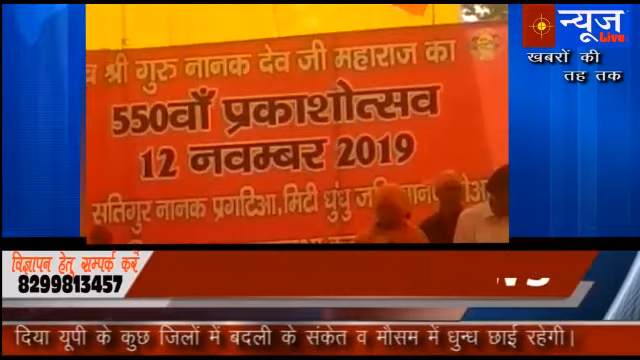 श्री गुरु नानक देव जी महाराज का
550वाँ प्रकाशोत्सव
12 नवम्बर 2019
सतिगुर नानक प्रगटिआ, मिटी धुंधु
न्यूज
Live
खबरों की
तह तक
विज्ञापन हेतु सम्पर्क करें
8299813457
दिया यूपी के कुछ जिलों में बदली के संकेत व मौसम में धुन्ध छाई रहेगी।